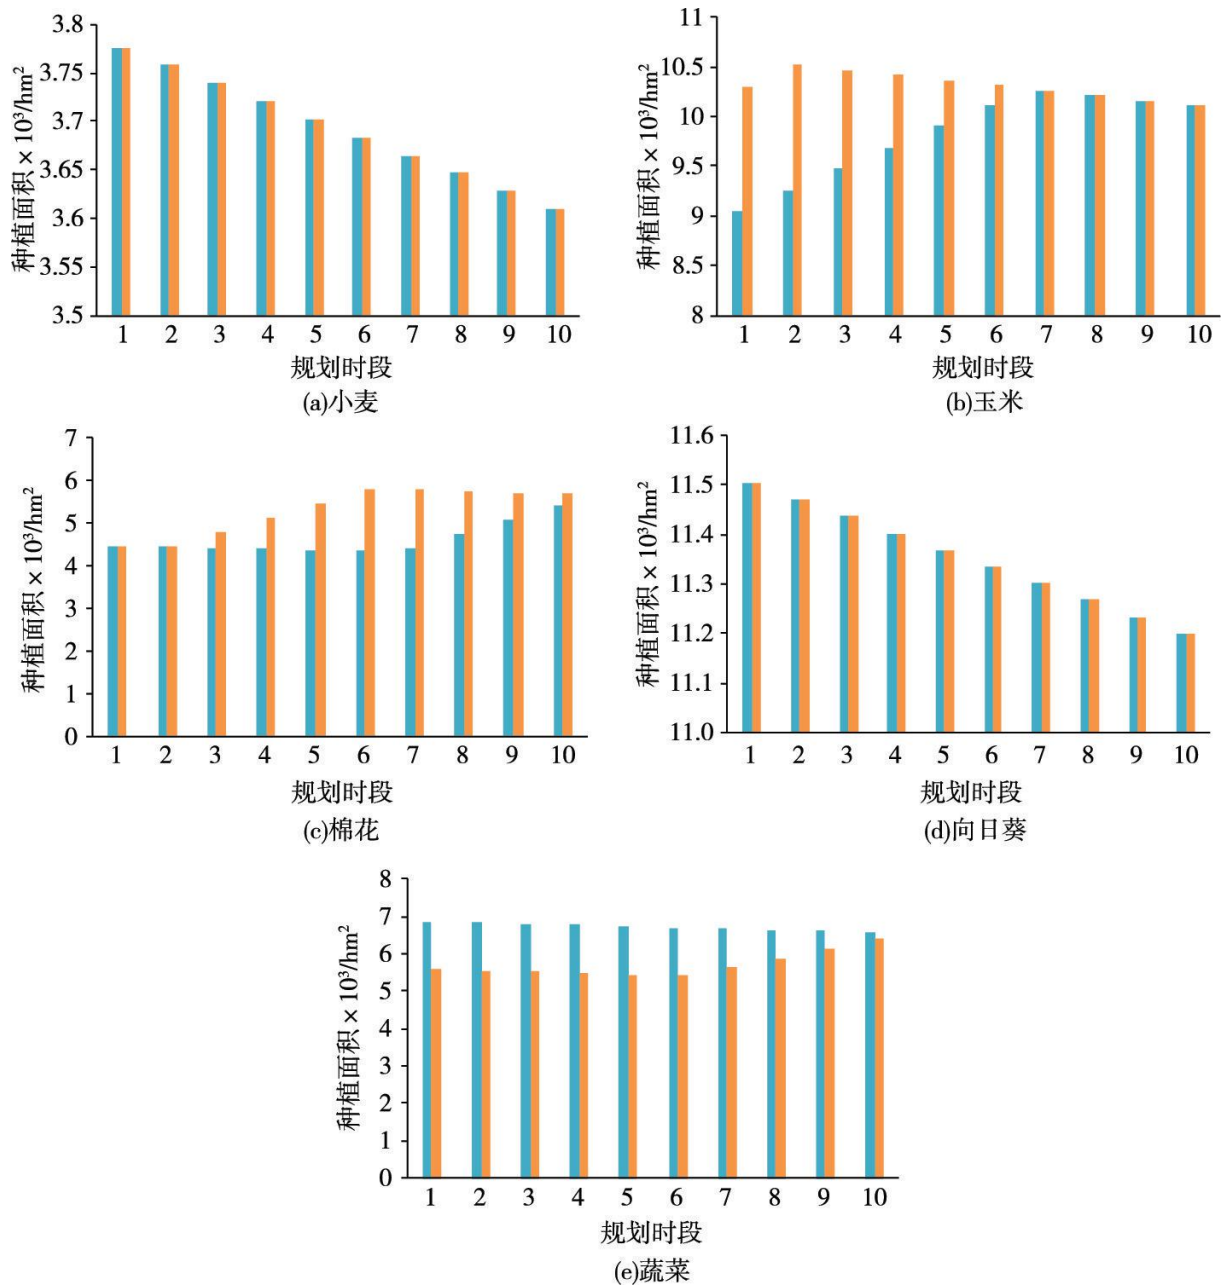 3.8
3.75
3.7
3.65
3.6
3.55
3.5
种植面积×10³/hm²
1 2 3 4 5 6 7 8 9 10
规划时段
(a)小麦
11
10.5
10
9.5
9
8.5
8
种植面积×10³/hm²
1 2 3 4 5 6 7 8 9 10
规划时段
(b)玉米
7
6
5
4
3
2
1
0
种植面积×10³/hm²
1 2 3 4 5 6 7 8 9 10
规划时段
(c)棉花
11.6
11.5
11.4
11.3
11.2
11.1
11.0
种植面积×10³/hm²
1 2 3 4 5 6 7 8 9 10
规划时段
(d)向日葵
8
7
6
5
4
3
2
1
0
种植面积×10³/hm²
1 2 3 4 5 6 7 8 9 10
规划时段
(e)蔬菜